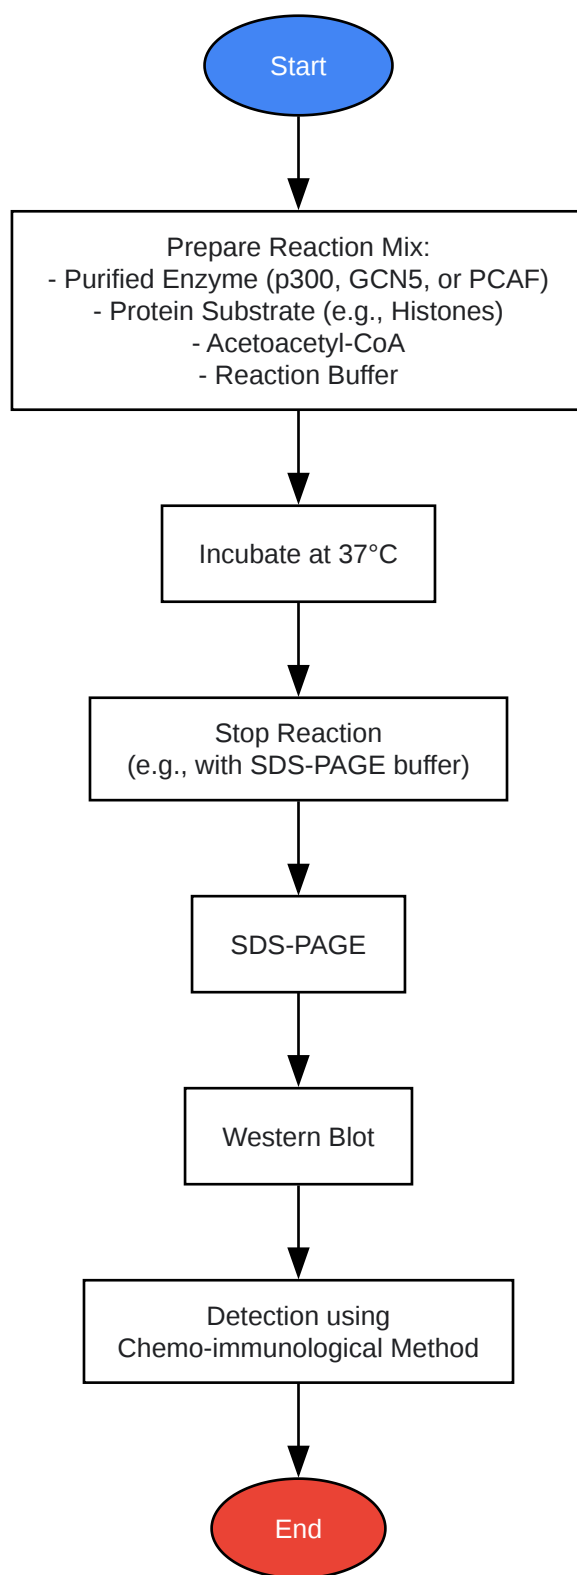 Start
Prepare Reaction Mix:
- Purified Enzyme (p300, GCN5, or PCAF)
- Protein Substrate (e.g., Histones)
- Acetoacetyl-CoA
- Reaction Buffer
Incubate at 37°C
Stop Reaction
(e.g., with SDS-PAGE buffer)
SDS-PAGE
Western Blot
Detection using
Chemo-immunological Method
End